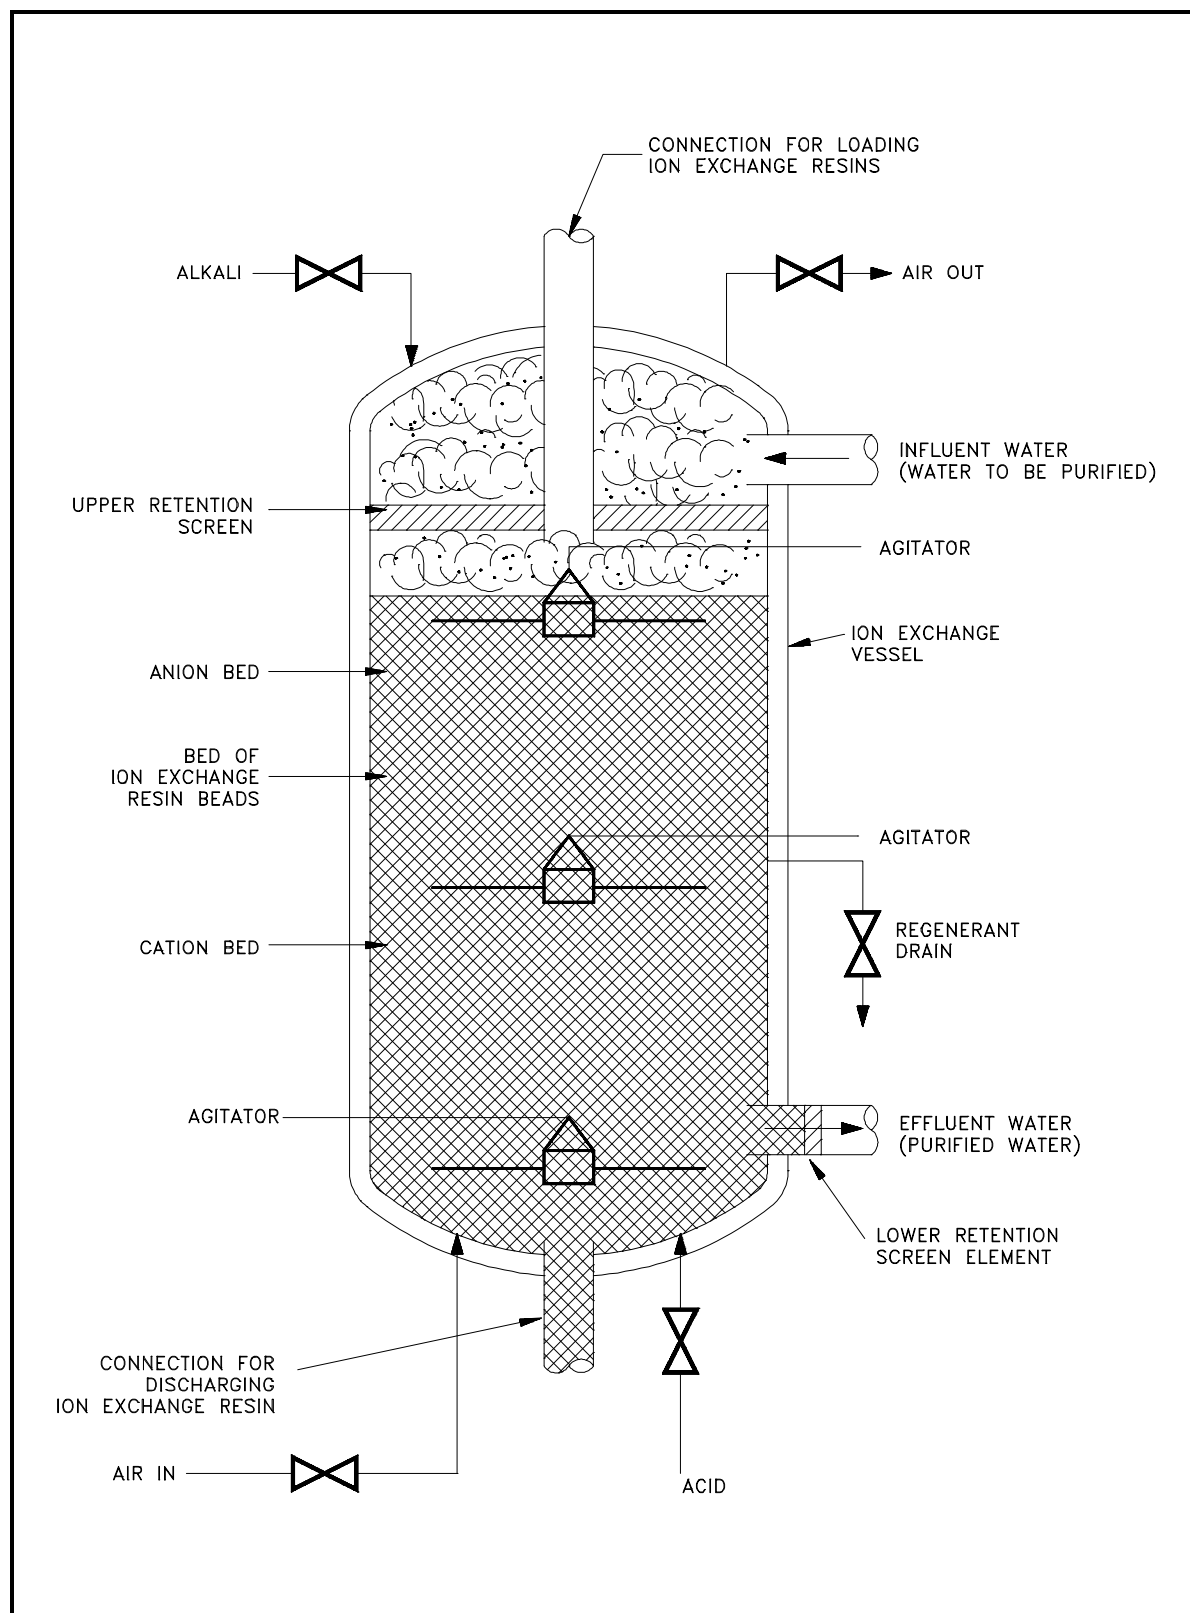 CONNECTION FOR LOADING
ION EXCHANGE RESINS
ALKALI
AIR OUT
INFLUENT WATER
(WATER TO BE PURIFIED)
UPPER RETENTION
SCREEN
AGITATOR
ION EXCHANGE
VESSEL
ANION BED
BED OF
ION EXCHANGE
RESIN BEADS
AGITATOR
REGENERANT
DRAIN
CATION BED
AGITATOR
EFFLUENT WATER
(PURIFIED WATER)
LOWER RETENTION
SCREEN ELEMENT
CONNECTION FOR
DISCHARGING
ION EXCHANGE RESIN
AIR IN
ACID